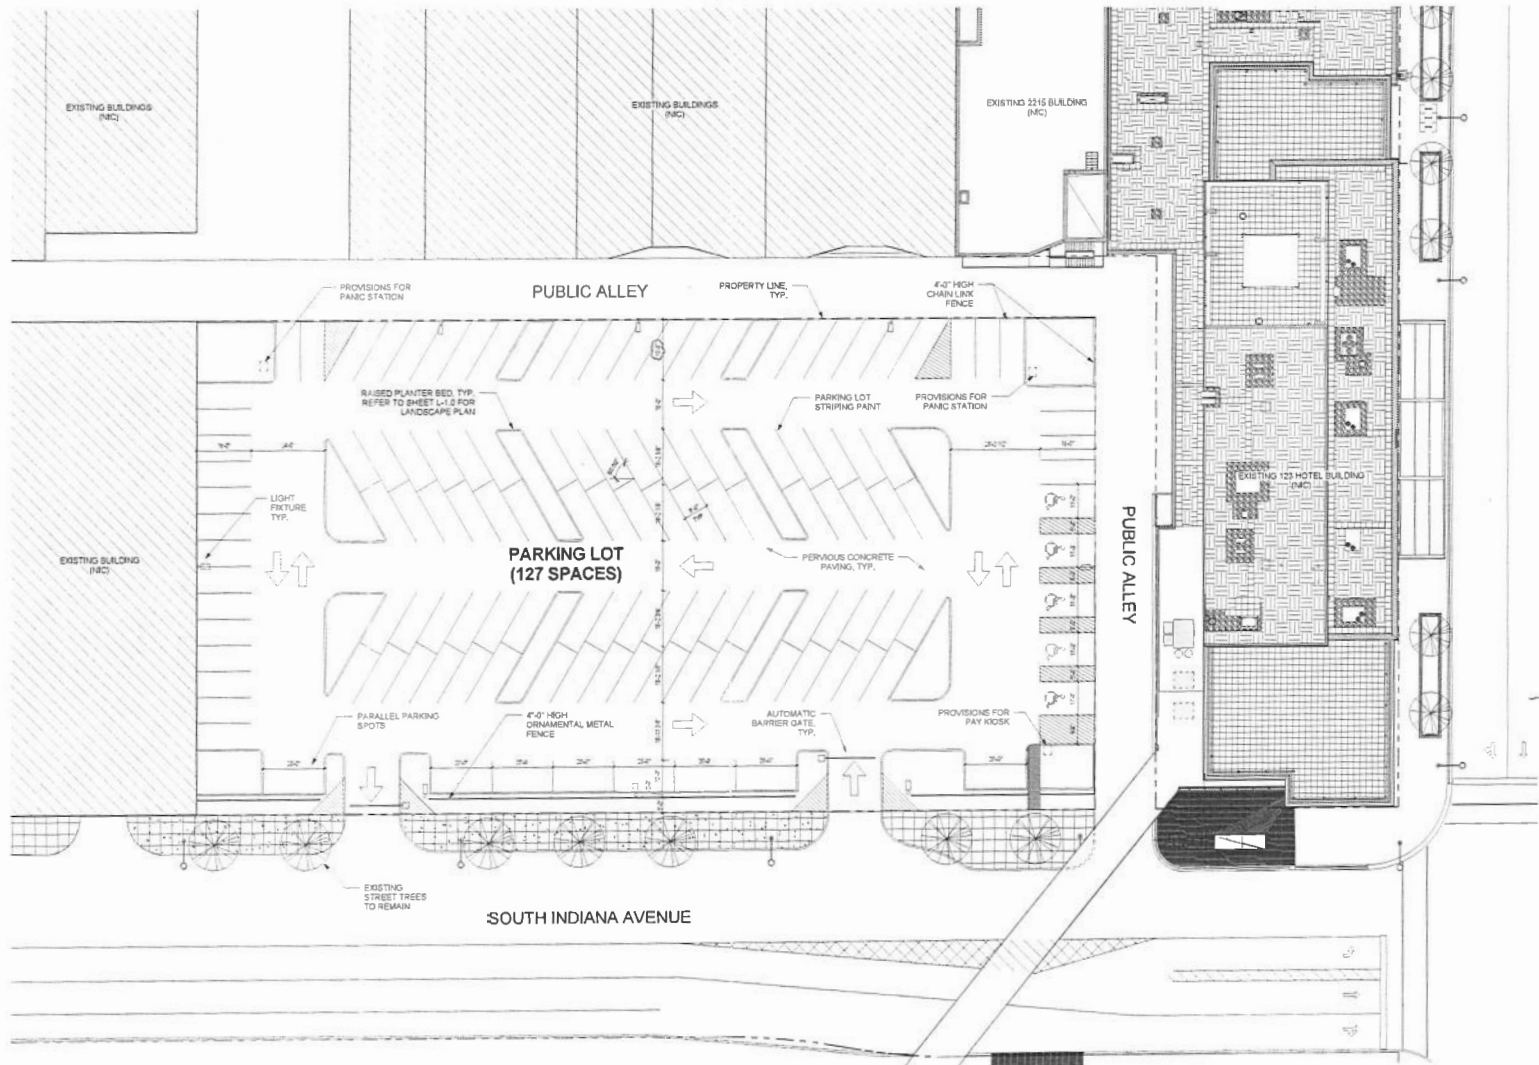 EXISTING BUILDINGS
(NIC)
EXISTING BUILDINGS
(NIC)
EXISTING 2215 BUILDING
(NIC)
PROVISIONS FOR
PANIC STATION
PUBLIC ALLEY
PROPERTY LINE,
TYP.
4'-0" HIGH
CHAIN LINK
FENCE
RAISED PLANTER BED, TYP.
REFER TO SHEET L-1.0 FOR
LANDSCAPE PLAN
PARKING LOT
STRIPING PAINT
PROVISIONS FOR
PANIC STATION
LIGHT
FIXTURE
TYP.
EXISTING 123 HOTEL BUILDING
(NIC)
EXISTING BUILDING
(NIC)
PARKING LOT
(127 SPACES)
PERVIOUS CONCRETE
PAVING, TYP.
PUBLIC ALLEY
PARALLEL PARKING
SPOTS
4'-0" HIGH
ORNAMENTAL METAL
FENCE
AUTOMATIC
BARRIER GATE,
TYP.
PROVISIONS FOR
PAY KIOSK
EXISTING
STREET TREES
TO REMAIN
SOUTH INDIANA AVENUE